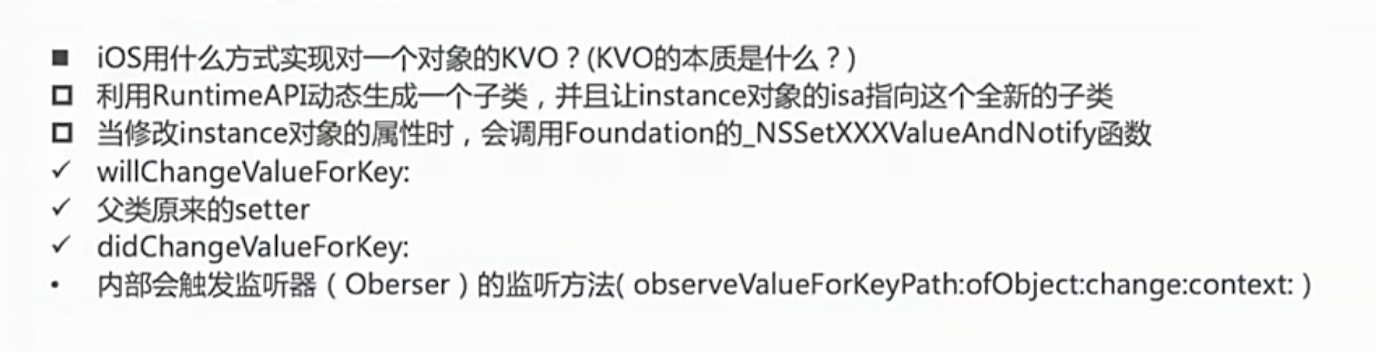 ■ iOS用什么方式实现对一个对象的KVO？(KVO的本质是什么？)
□ 利用RuntimeAPI动态生成一个子类，并且让instance对象的isa指向这个全新的子类
□ 当修改instance对象的属性时，会调用Foundation的_NSSetXXXValueAndNotify函数
✓ willChangeValueForKey:
✓ 父类原来的setter
✓ didChangeValueForKey:
• 内部会触发监听器（Oberser）的监听方法( observeValueForKeyPath:ofObject:change:context: )